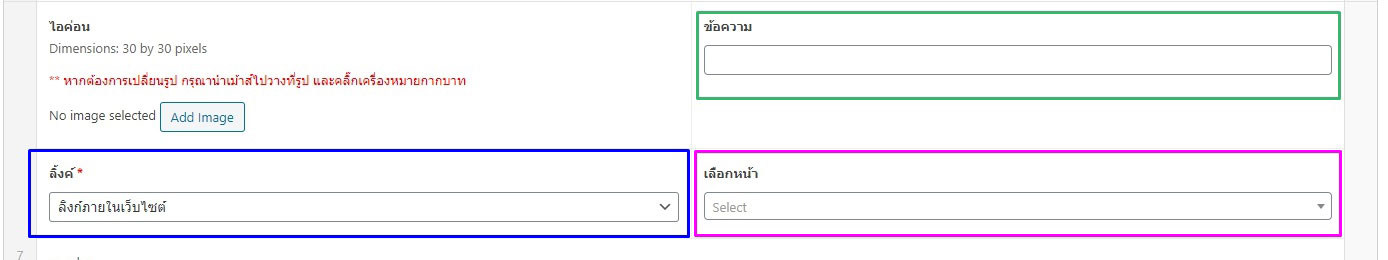 ไอค่อน
Dimensions: 30 by 30 pixels
** หากต้องการเปลี่ยนรูป กรุณานำเม้าส์ไปวางที่รูป และคลิ๊กเครื่องหมายกากบาท
No image selected Add Image
ข้อความ
ลิ้งค์ *
ลิงก์ภายในเว็บไซต์
เลือกหน้า
Select
7